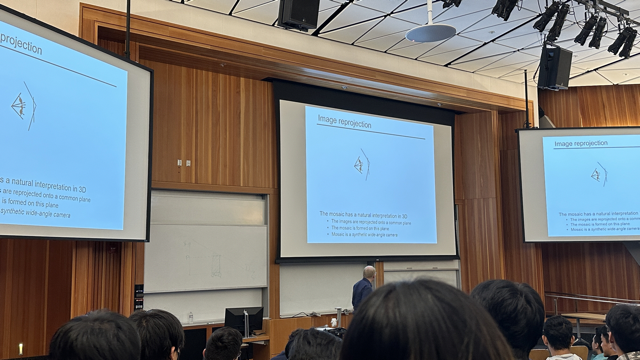 reprojection
s a natural interpretation in 3D
s are reprojected onto a common plane
is formed on this plane
synthetic wide-angle camera
Image reprojection
The mosaic has a natural interpretation in 3D
• The images are reprojected onto a common plane
• The mosaic is formed on this plane
• Mosaic is a synthetic wide-angle camera
Image reprojection
The mosaic has a natural interpretation
• The images are reprojected onto a
• The mosaic is formed on this plane
• Mosaic is a synthetic wide-angle